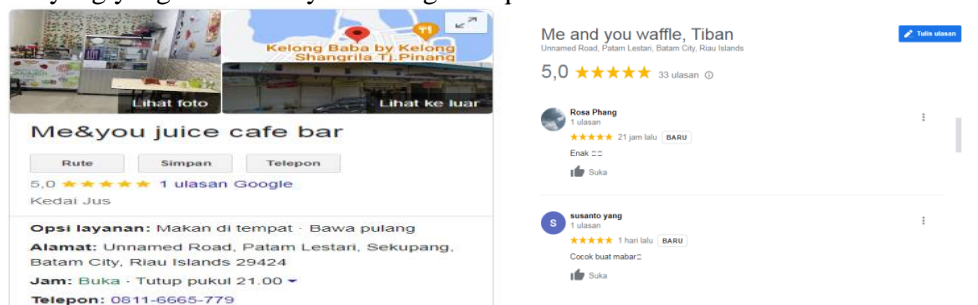 Kelong Baba by Kelong
Shangrila Tj.Pinang
Lihat foto
Lihat ke luar
Me&you juice cafe bar
Rute Simpan Telepon
5,0 1 ulasan Google
Kedai Jus
Opsi layanan: Makan di tempat · Bawa pulang
Alamat: Unnamed Road, Patam Lestari, Sekupang,
Batam City, Riau Islands 29424
Jam: Buka · Tutup pukul 21.00
Telepon: 0811-6665-779
Me and you waffle, Tiban
Tulis ulasan
Unnamed Road, Patam Lestari, Batam City, Riau Islands
5,0 33 ulasan
Rosa Phang
1 ulasan
21 jam lalu BARU
Enak
Suka
S
susanto yang
1 ulasan
1 hari lalu BARU
Cocok buat mabar
Suka